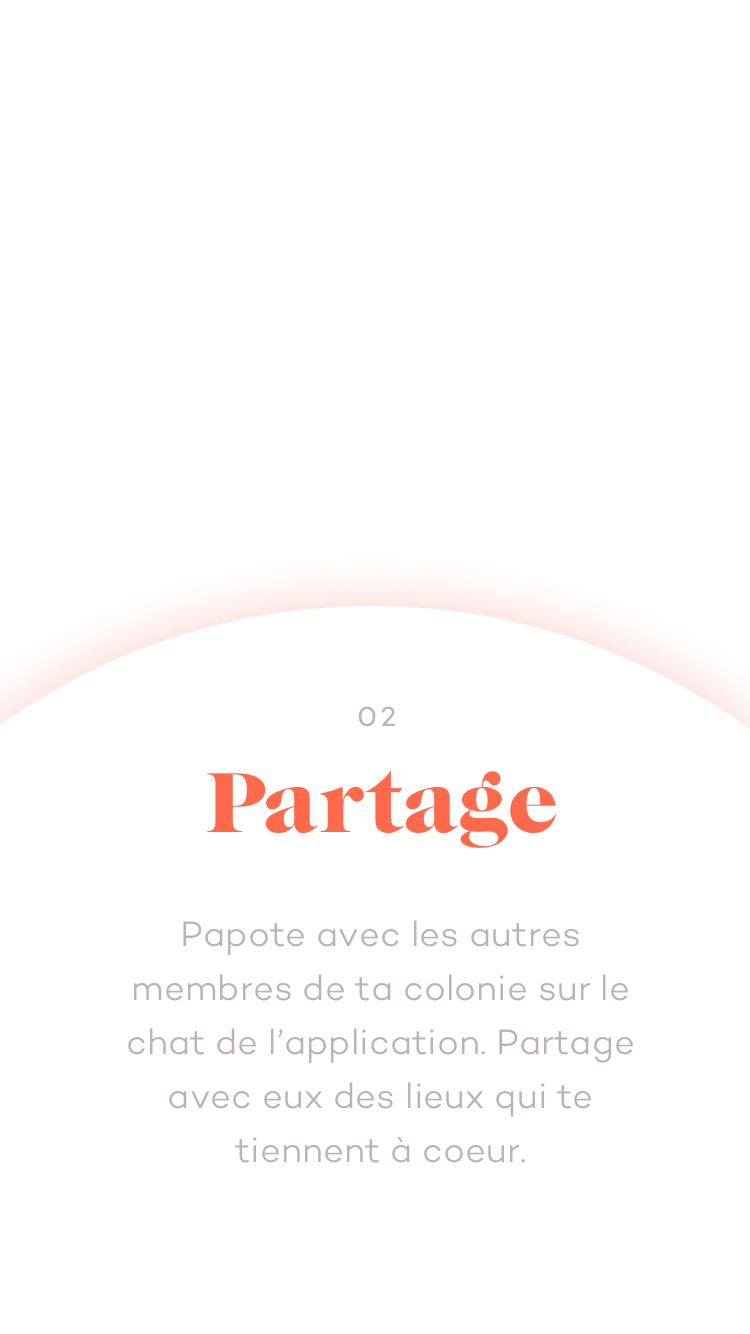 02
Partage
Papote avec les autres
membres de ta colonie sur le
chat de l’application. Partage
avec eux des lieux qui te
tiennent à coeur.